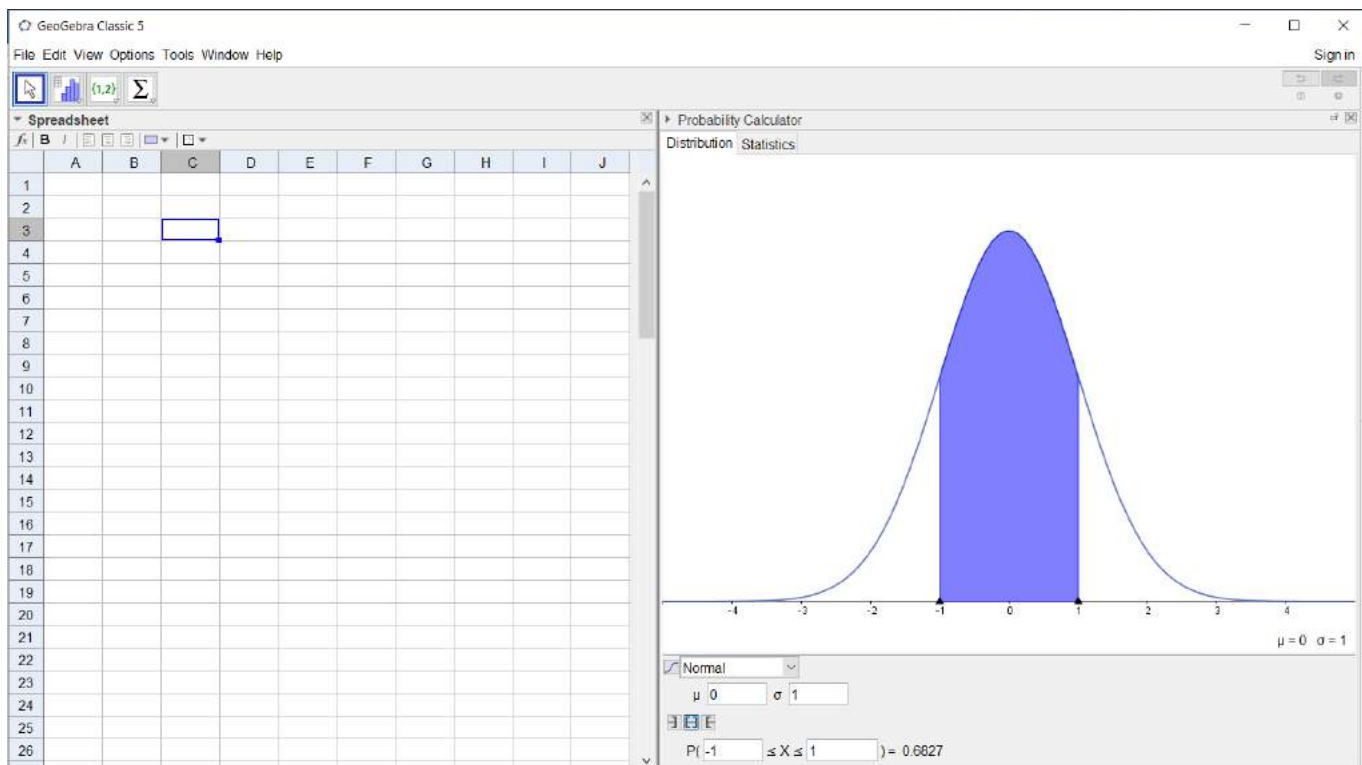 GeoGebra Classic 5
File Edit View Options Tools Window Help
Sign in
{1,2} Σ
Spreadsheet
fx B I
A B C D E F G H I J
1
2
3
4
5
6
7
8
9
10
11
12
13
14
15
16
17
18
19
20
21
22
23
24
25
26
Probability Calculator
Distribution Statistics
-4 -3 -2 -1 0 1 2 3 4
μ = 0 σ = 1
Normal
μ 0 σ 1
P( -1 ≤ X ≤ 1 ) = 0.6827